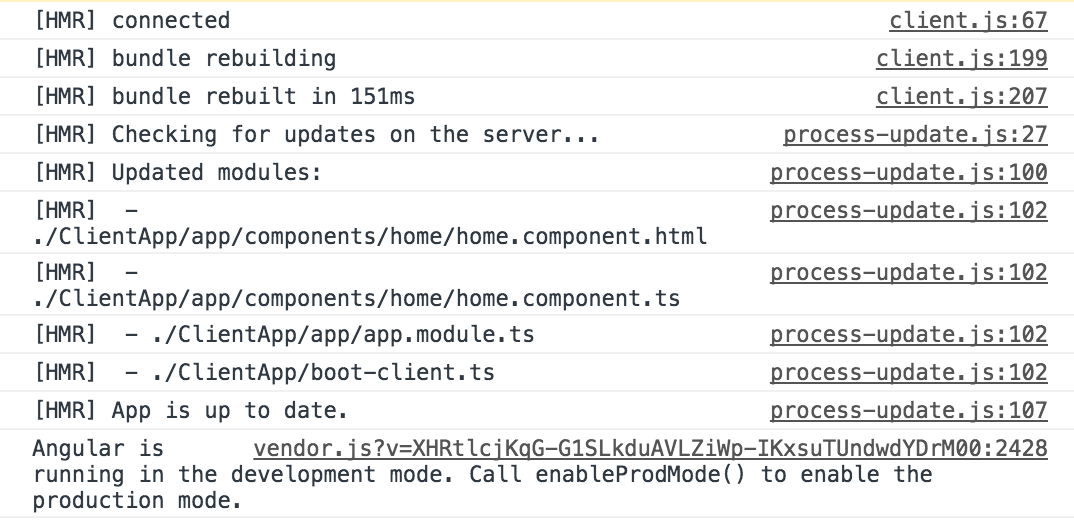 [HMR] connected client.js:67
[HMR] bundle rebuilding client.js:199
[HMR] bundle rebuilt in 151ms client.js:207
[HMR] Checking for updates on the server... process-update.js:27
[HMR] Updated modules: process-update.js:100
[HMR]  - process-update.js:102
./ClientApp/app/components/home/home.component.html
[HMR]  - process-update.js:102
./ClientApp/app/components/home/home.component.ts
[HMR]  - ./ClientApp/app/app.module.ts process-update.js:102
[HMR]  - ./ClientApp/boot-client.ts process-update.js:102
[HMR] App is up to date. process-update.js:107
Angular is vendor.js?v=XHRtlcjKqG-G1SLkduAVLZiWp-IKxsuTUndwdYDrM00:2428
running in the development mode. Call enableProdMode() to enable the
production mode.